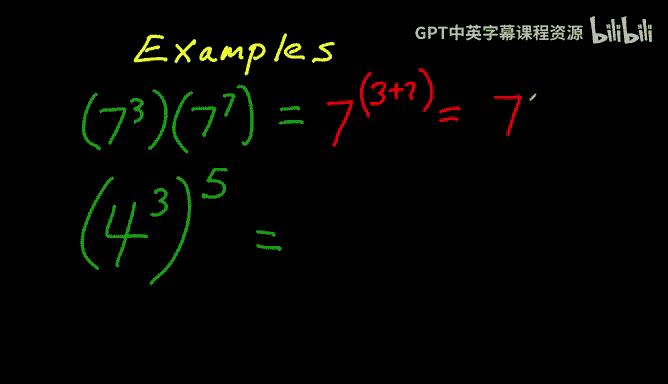 GPT中英字幕课程资源 bilibili
Examples
(7³)(7⁷) = 7⁽³⁺⁷⁾ = 7
(4³)⁵ =